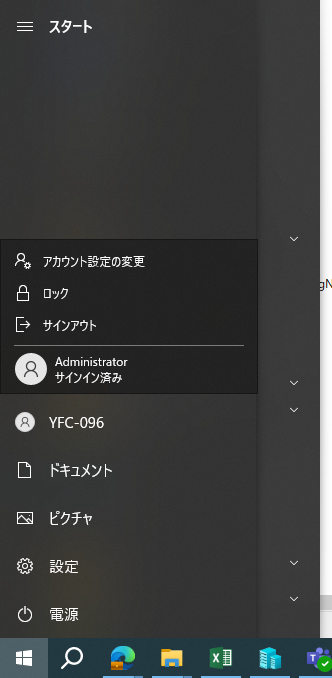 スタート
アカウント設定の変更
gN
ロック
サインアウト
Administrator
サインイン済み
YFC-096
ドキュメント
ピクチャ
設定
電源